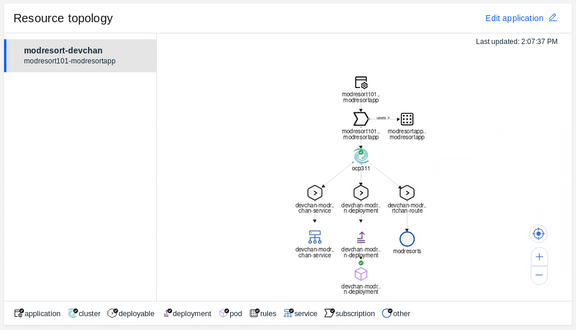 Resource topology
Edit application
modresort-devchan
modresort101-modresortapp
Last updated: 2:07:37 PM
modresort101..
modresortapp
modresort101..
modresortapp
modresortapp..
modresortapp
ocp311
devchan-modr..
chan-service
devchan-modr..
n-deployment
devchan-modr..
rtchan-route
devchan-modr..
chan-service
devchan-modr..
n-deployment
modresorts
devchan-modr..
n-deployment
application cluster deployable deployment pod rules service subscription other